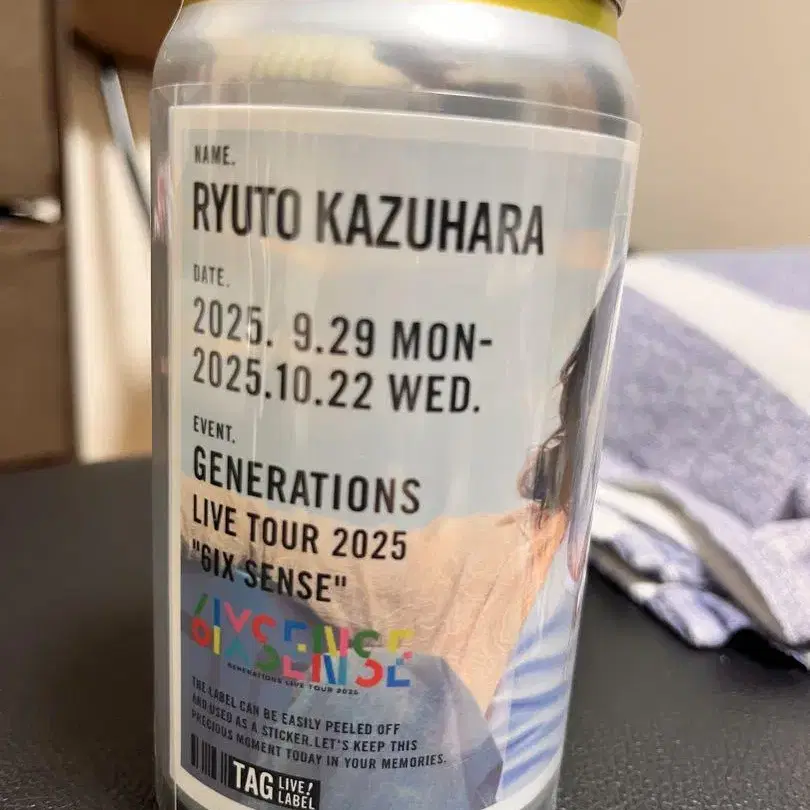 NAME.
RYUTO KAZUHARA
DATE.
2025. 9.29 MON-
2025.10.22 WED.
EVENT.
GENERATIONS
LIVE TOUR 2025
"6IX SENSE"
6IXSENSE
GENERATIONS LIVE TOUR 2025
THE LABEL CAN BE EASILY PEELED OFF
AND USED AS A STICKER.LET'S KEEP THIS
PRECIOUS MOMENT TODAY IN YOUR MEMORIES.
TAG LIVE!
LABEL